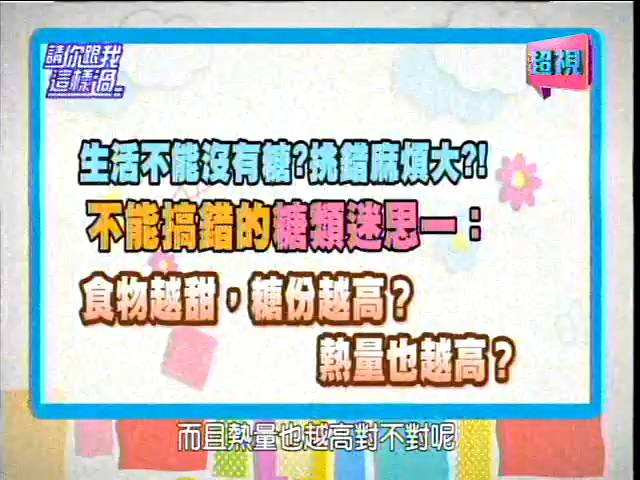 請你跟我
這樣過
超視
生活不能沒有糖?挑錯麻煩大?!
不能搞錯的糖類迷思一:
食物越甜,糖份越高?
熱量也越高?
而且熱量也越高對不對呢